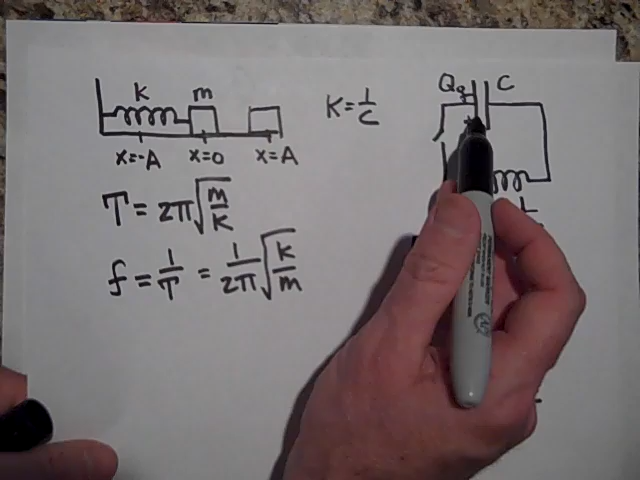 K
m
x=-A
x=0
x=A
K = 1/C
Q₀
C
L
T = 2π√(m/K)
f = 1/T = 1/2π √(K/m)